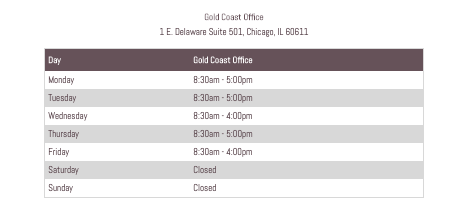 Gold Coast Office
1 E. Delaware Suite 501, Chicago, IL 60611
Day Gold Coast Office
Monday 8:30am - 5:00pm
Tuesday 8:30am - 5:00pm
Wednesday 8:30am - 4:00pm
Thursday 8:30am - 5:00pm
Friday 8:30am - 4:00pm
Saturday Closed
Sunday Closed